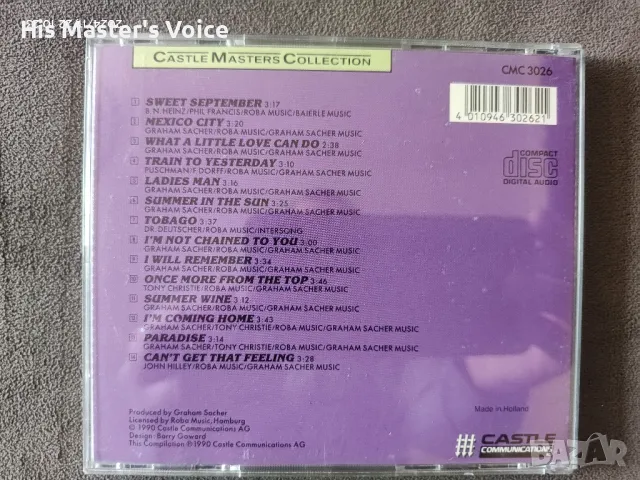 His Master's Voice
CASTLE MASTERS COLLECTION
CMC 3026
4 010946 302621
COMPACT
disc
DIGITAL AUDIO
1 SWEET SEPTEMBER 3:17
B. N. HEINZ/PHIL FRANCIS/ROBA MUSIC/BAIERLE MUSIC
2 MEXICO CITY 3:20
GRAHAM SACHER/ROBA MUSIC/GRAHAM SACHER MUSIC
3 WHAT A LITTLE LOVE CAN DO 2:38
GRAHAM SACHER/ROBA MUSIC/GRAHAM SACHER MUSIC
4 TRAIN TO YESTERDAY 3:10
PUSCHMAN/F. DORFF/ROBA MUSIC/GRAHAM SACHER MUSIC
5 LADIES MAN 3:16
GRAHAM SACHER/ROBA MUSIC/GRAHAM SACHER MUSIC
6 SUMMER IN THE SUN 3:25
GRAHAM SACHER/ROBA MUSIC/GRAHAM SACHER MUSIC
7 TOBAGO 3:37
DR. DEUTSCHER/ROBA MUSIC/INTERSONG
8 I'M NOT CHAINED TO YOU 3:00
GRAHAM SACHER/ROBA MUSIC/GRAHAM SACHER MUSIC
9 I WILL REMEMBER 3:34
GRAHAM SACHER/ROBA MUSIC/GRAHAM SACHER MUSIC
10 ONCE MORE FROM THE TOP 3:46
TONY CHRISTIE/ROBA MUSIC/GRAHAM SACHER MUSIC
11 SUMMER WINE 3:12
GRAHAM SACHER/ROBA MUSIC/GRAHAM SACHER MUSIC
12 I'M COMING HOME 3:43
GRAHAM SACHER/TONY CHRISTIE/ROBA MUSIC/GRAHAM SACHER MUSIC
13 PARADISE 3:14
GRAHAM SACHER/TONY CHRISTIE/ROBA MUSIC/GRAHAM SACHER MUSIC
14 CAN'T GET THAT FEELING 3:28
JOHN HILLEY/ROBA MUSIC/GRAHAM SACHER MUSIC
Produced by Graham Sacher
Licensed by Roba Music, Hamburg
℗ 1990 Castle Communications AG
Design: Barry Goward
This Compilation ℗ 1990 Castle Communications AG
Made in Holland
CASTLE
COMMUNICATIONS
BAZAR